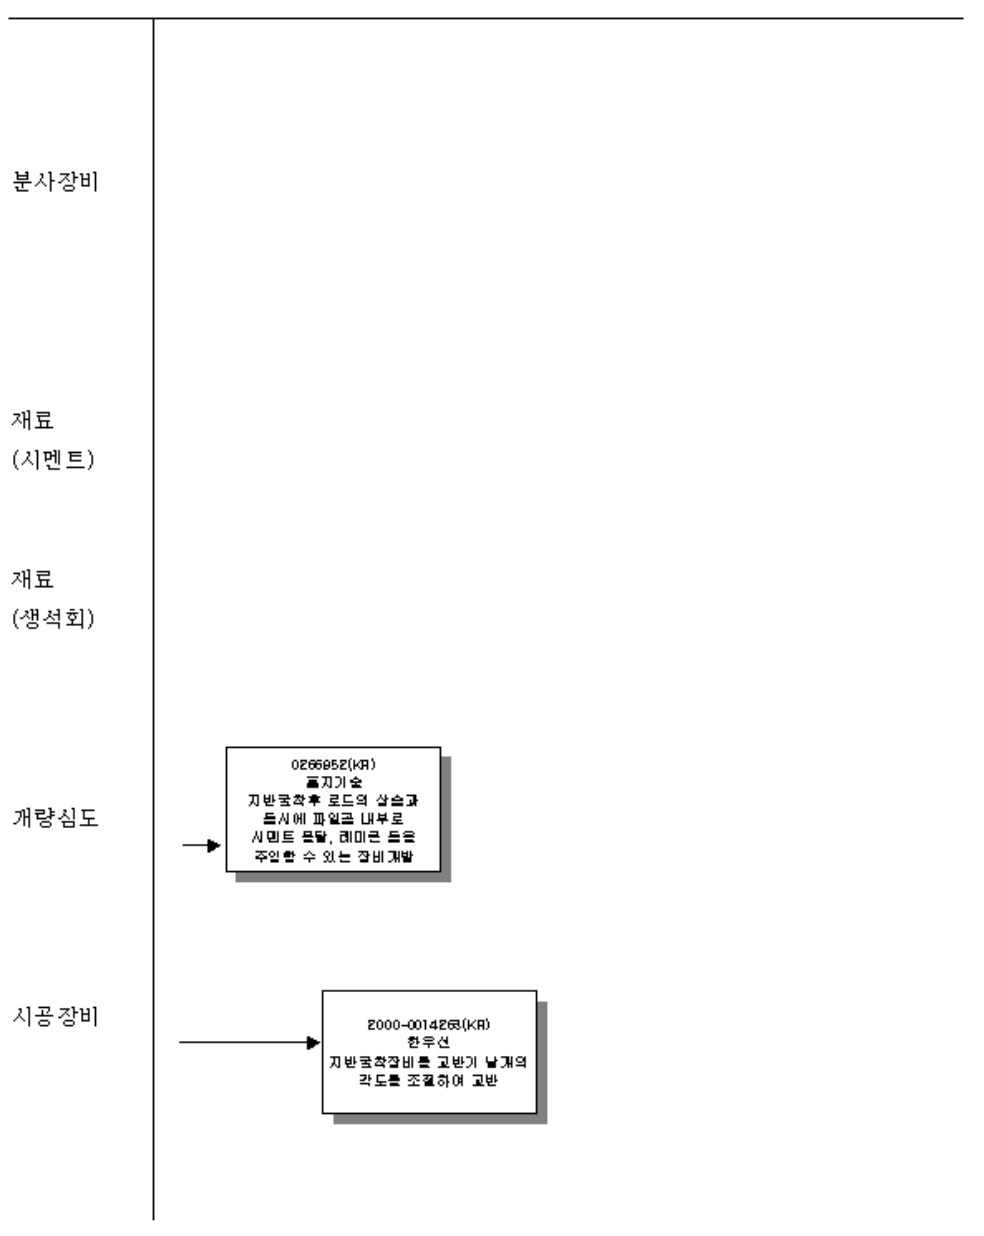 분사장비
재료
(시멘트)
재료
(생석회)
개량심도
0266952(KR)
지반굴착후 로드의 상승과
동시에 파일공 내부로
시멘트 몰탈, 레미콘 등을
주입할 수 있는 장비개발
시공장비
2000-0014263(KR)
한우선
지반굴착장비를 교반기 날개의
각도를 조절하여 교반